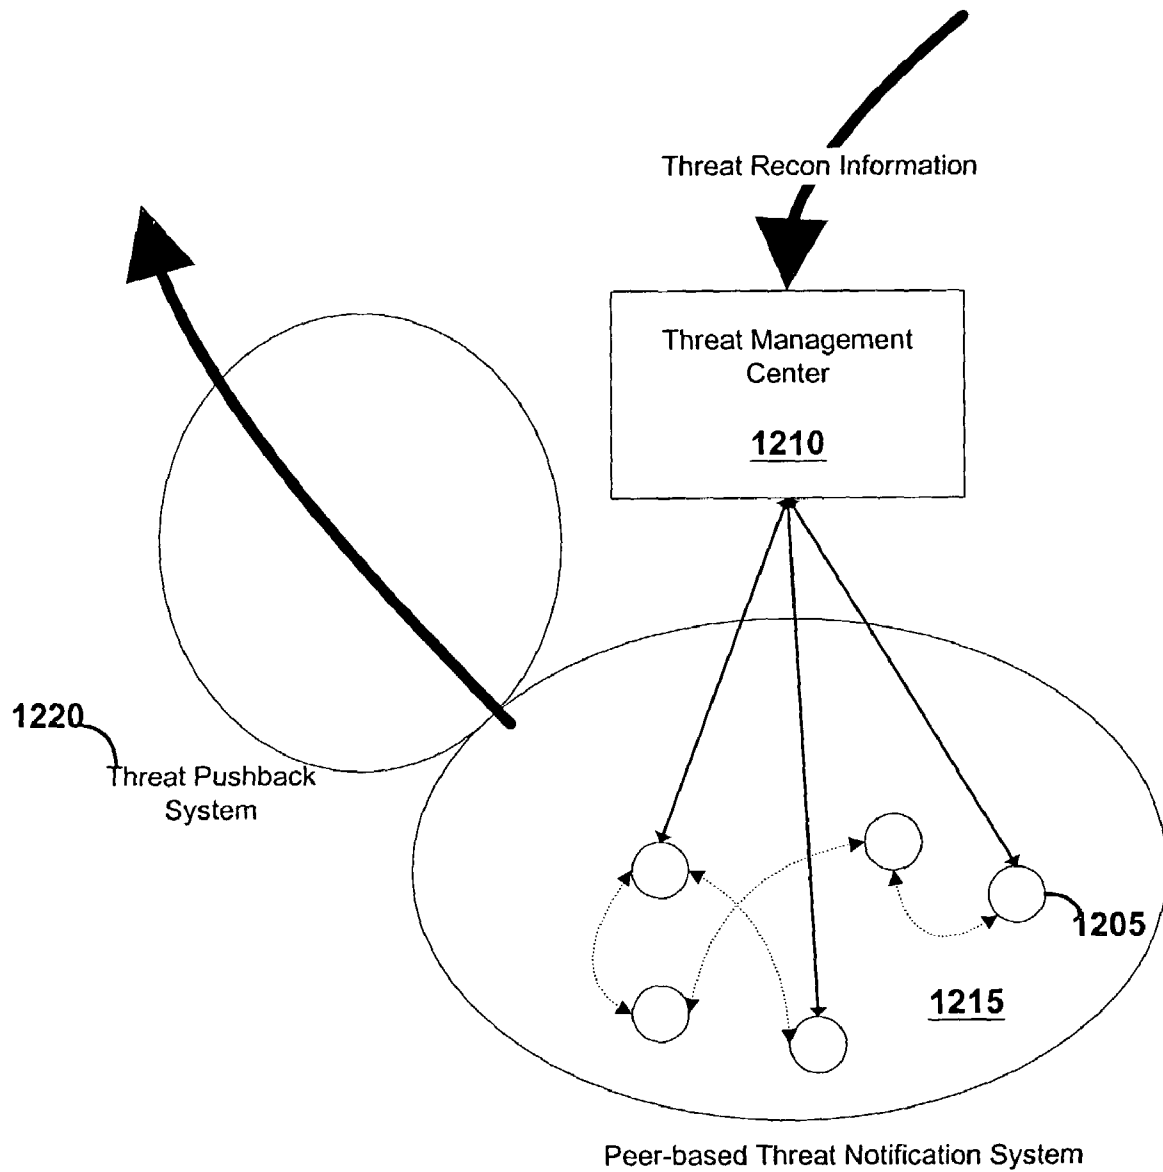 Threat Recon Information
Threat Management
Center
1210
1220
Threat Pushback
System
1205
1215
Peer-based Threat Notification System